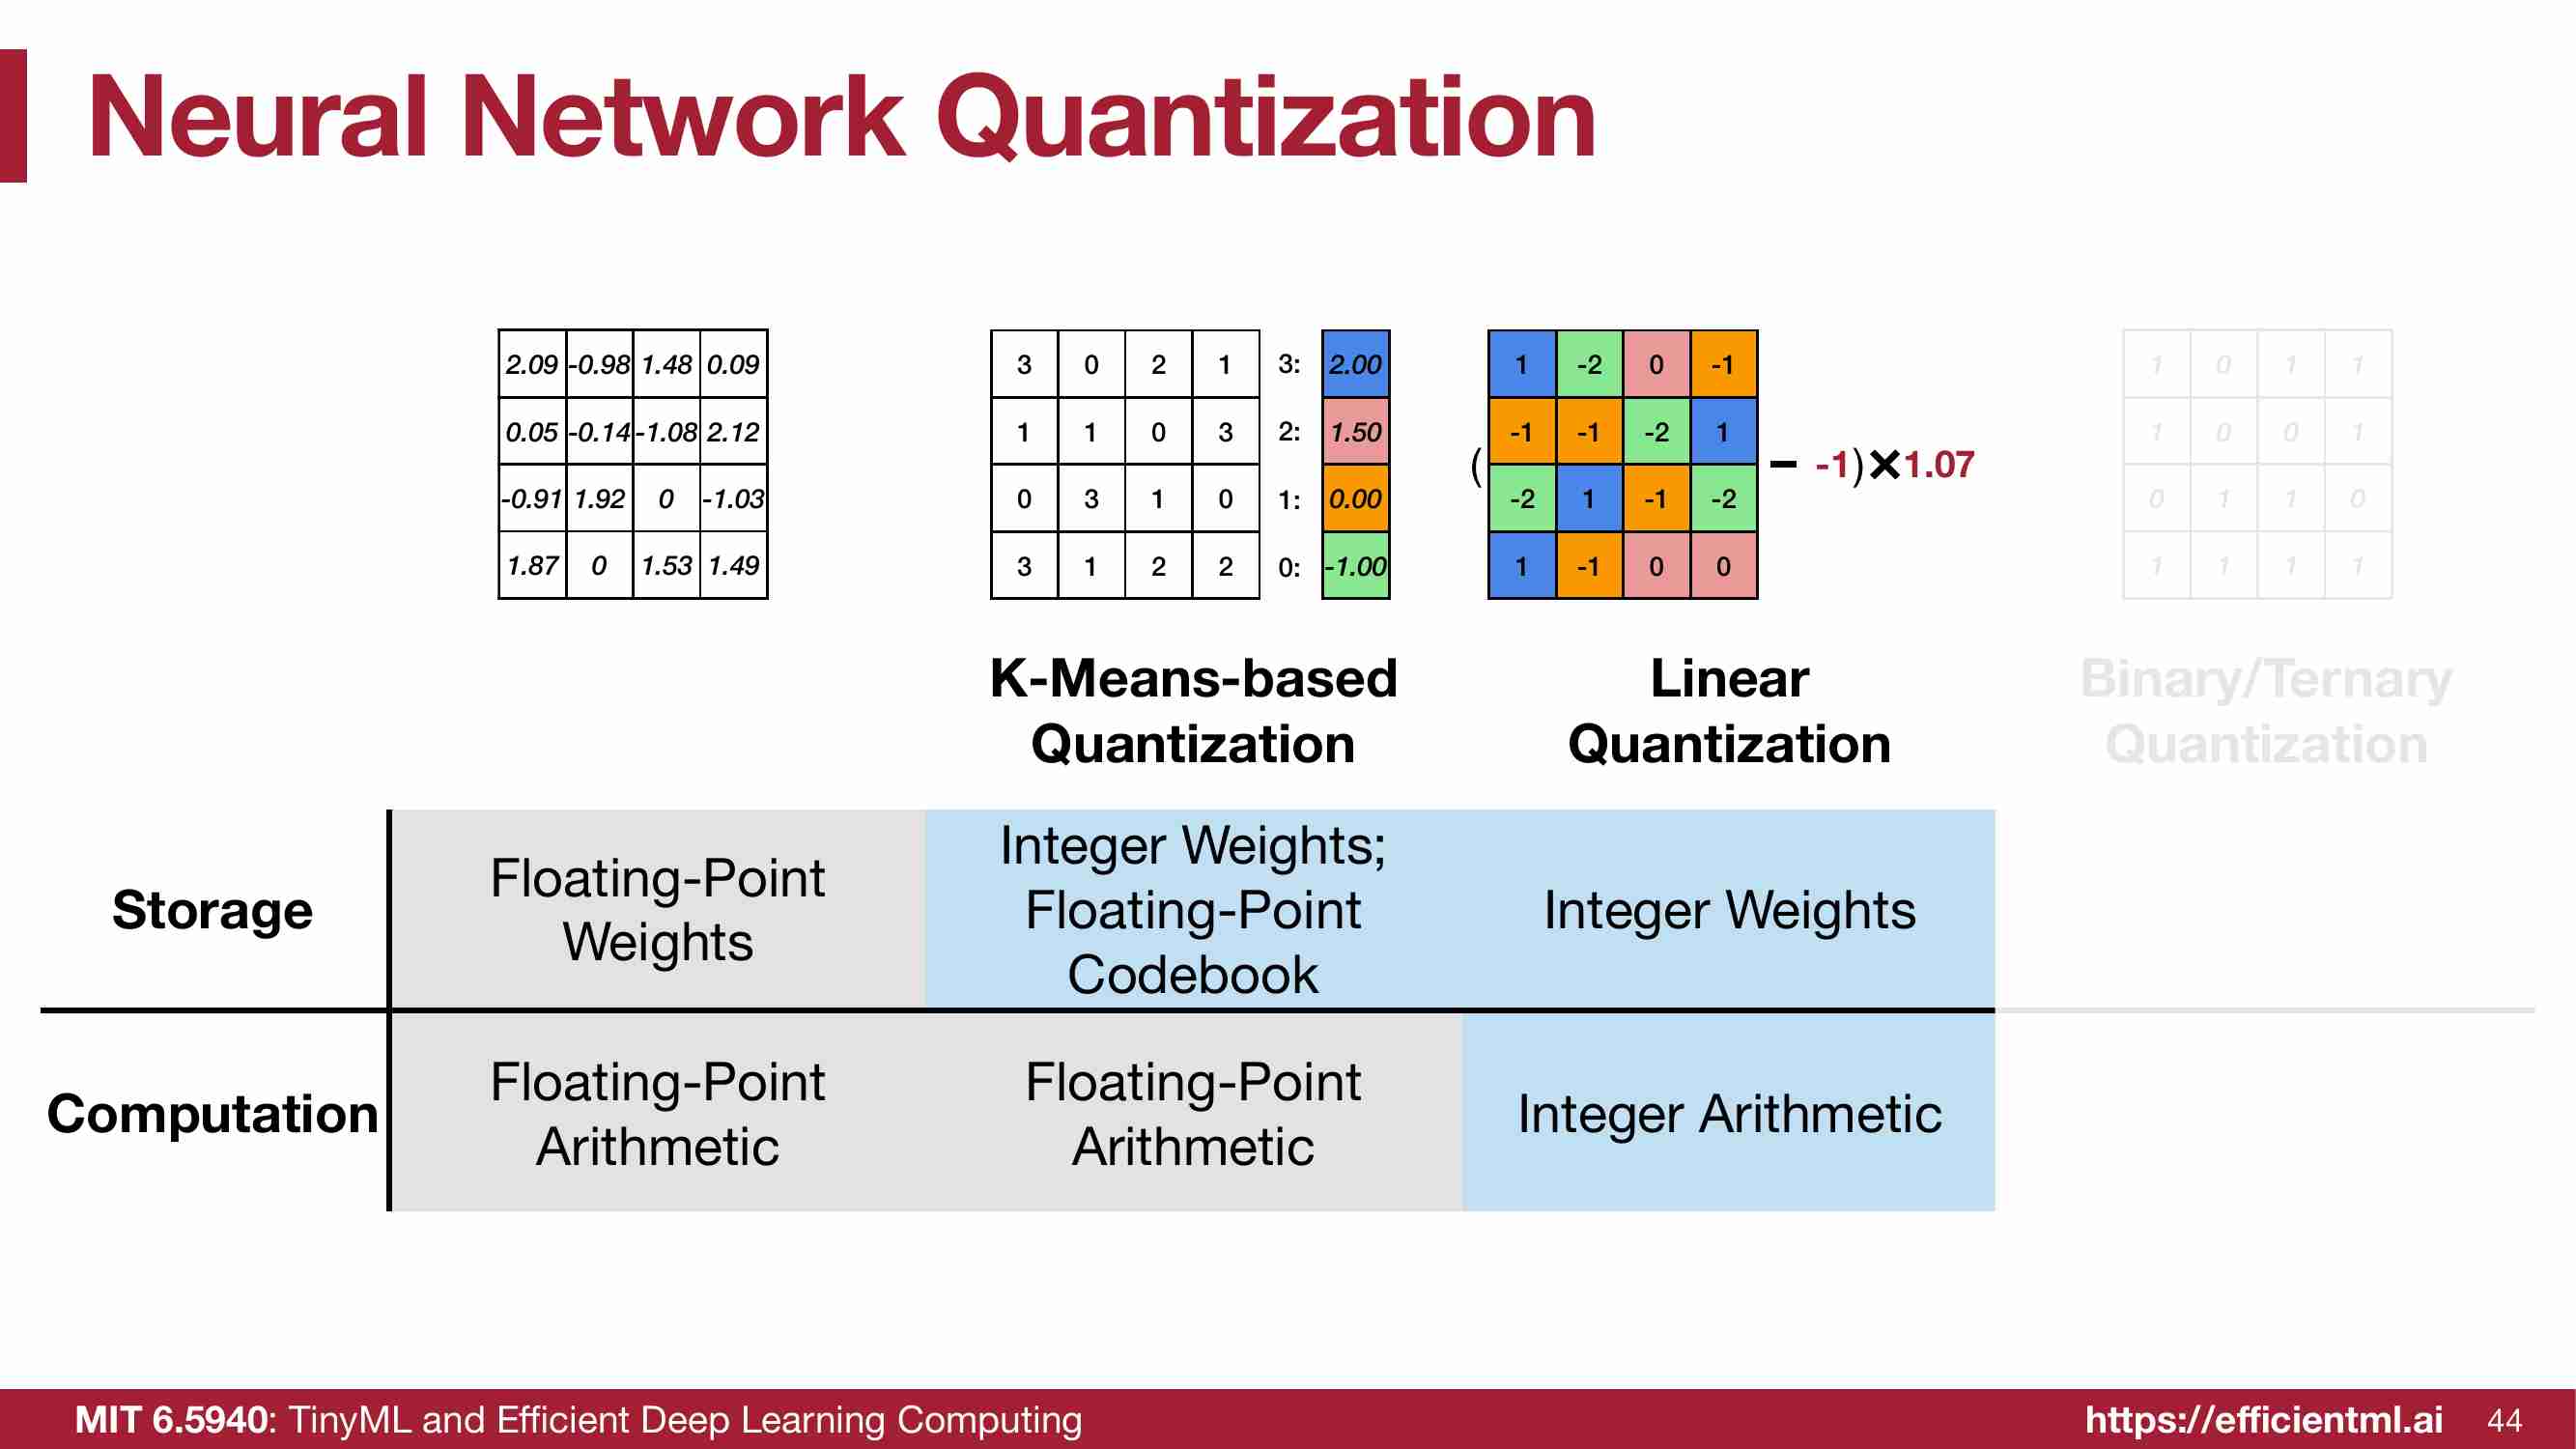 Neural Network Quantization
2.09 -0.98 1.48 0.09
0.05 -0.14 -1.08 2.12
-0.91 1.92 0 -1.03
1.87 0 1.53 1.49
3 0 2 1 3: 2.00
1 1 0 3 2: 1.50
0 3 1 0 1: 0.00
3 1 2 2 0: -1.00
K-Means-based
Quantization
1 -2 0 -1
-1 -1 -2 1
( − -1) ×1.07
-2 1 -1 -2
1 -1 0 0
Linear
Quantization
1 0 1 1
1 0 0 1
0 1 1 0
1 1 1 1
Binary/Ternary
Quantization
Storage
Floating-Point
Weights
Integer Weights;
Floating-Point
Codebook
Integer Weights
Computation
Floating-Point
Arithmetic
Floating-Point
Arithmetic
Integer Arithmetic
MIT 6.5940: TinyML and Efficient Deep Learning Computing
https://efficientml.ai 44